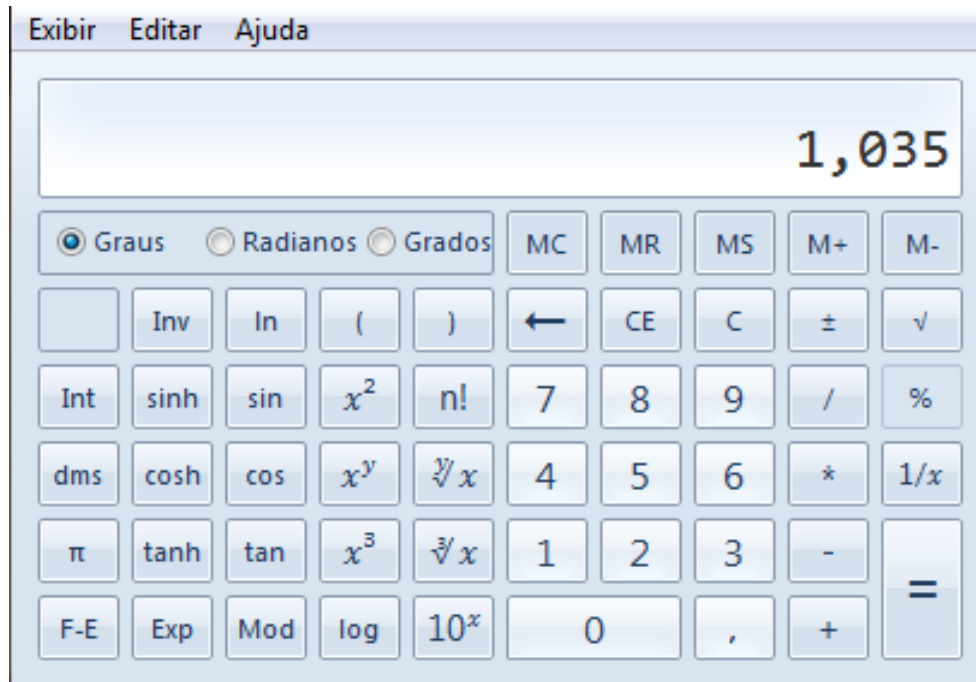 Exibir Editar Ajuda
1,035
Graus Radianos Grados MC MR MS M+ M-
Inv ln ( ) ← CE C ± √
Int sinh sin x² n! 7 8 9 / %
dms cosh cos xʸ ʸ√x 4 5 6 * 1/x
π tanh tan x³ ³√x 1 2 3 - =
F-E Exp Mod log 10ˣ 0 , +